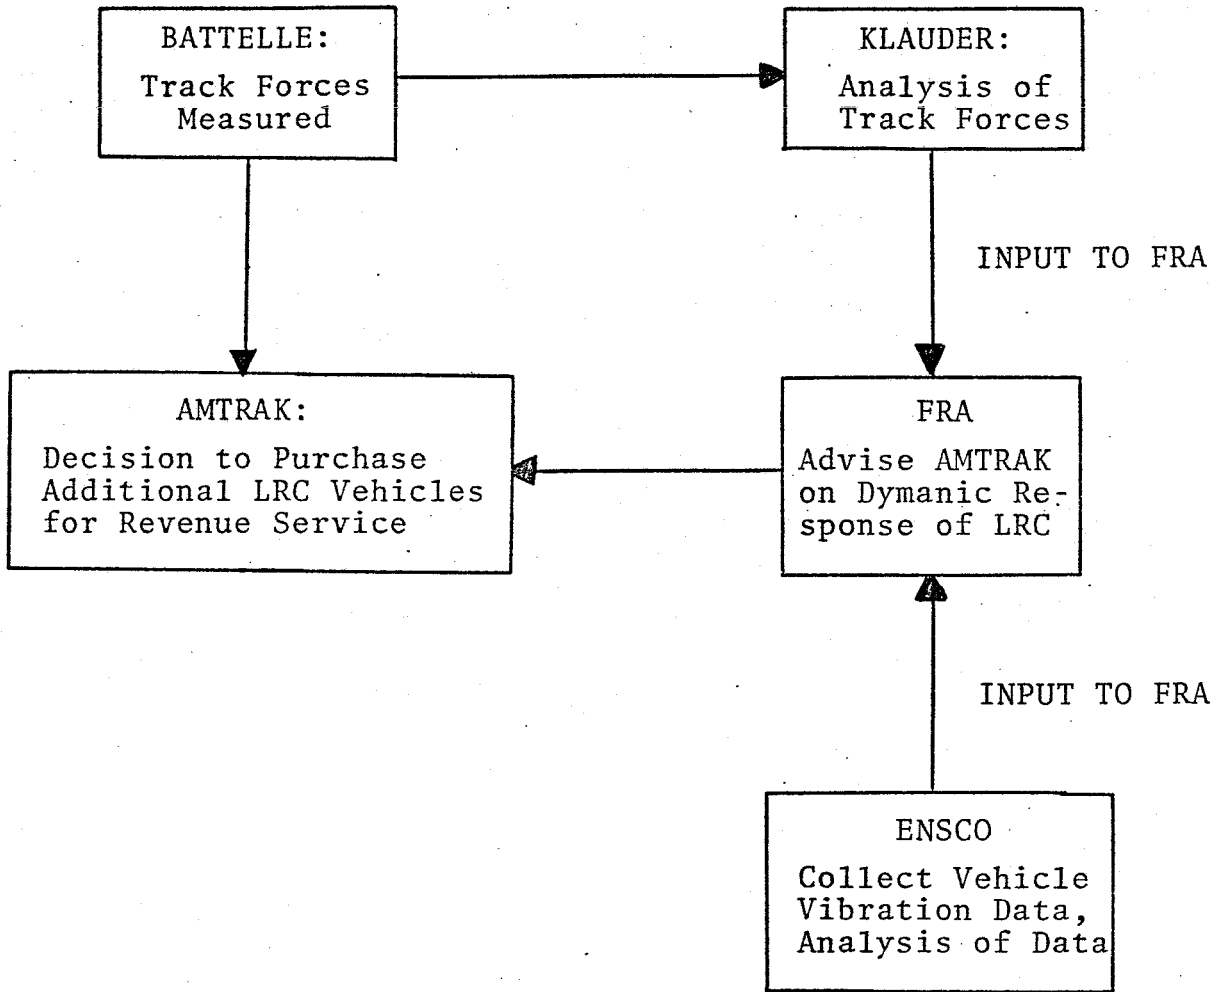 BATTELLE:
Track Forces
Measured
KLAUDER:
Analysis of
Track Forces
INPUT TO FRA
AMTRAK:
Decision to Purchase
Additional LRC Vehicles
for Revenue Service
FRA
Advise AMTRAK
on Dymanic Re-
sponse of LRC
INPUT TO FRA
ENSCO
Collect Vehicle
Vibration Data,
Analysis of Data